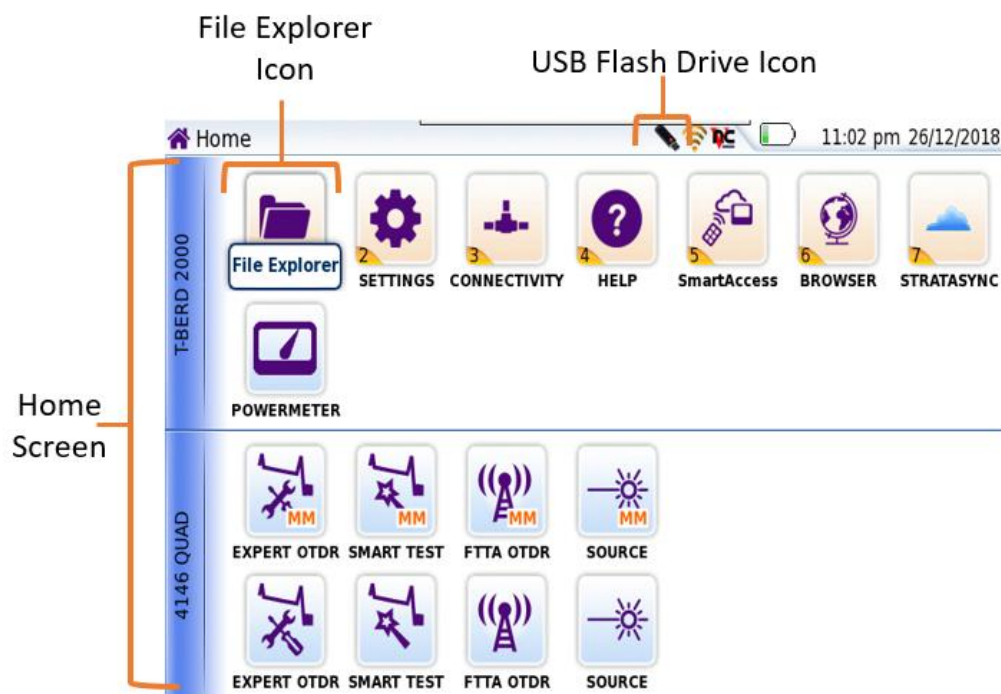 File Explorer
Icon
USB Flash Drive Icon
Home
11:02 pm 26/12/2018
T-BERD 2000
File Explorer
2
SETTINGS
3
CONNECTIVITY
4
HELP
5
SmartAccess
6
BROWSER
7
STRATASYNC
POWERMETER
Home
Screen
4146 QUAD
MM
EXPERT OTDR
MM
SMART TEST
MM
FTTA OTDR
MM
SOURCE
EXPERT OTDR
SMART TEST
FTTA OTDR
SOURCE